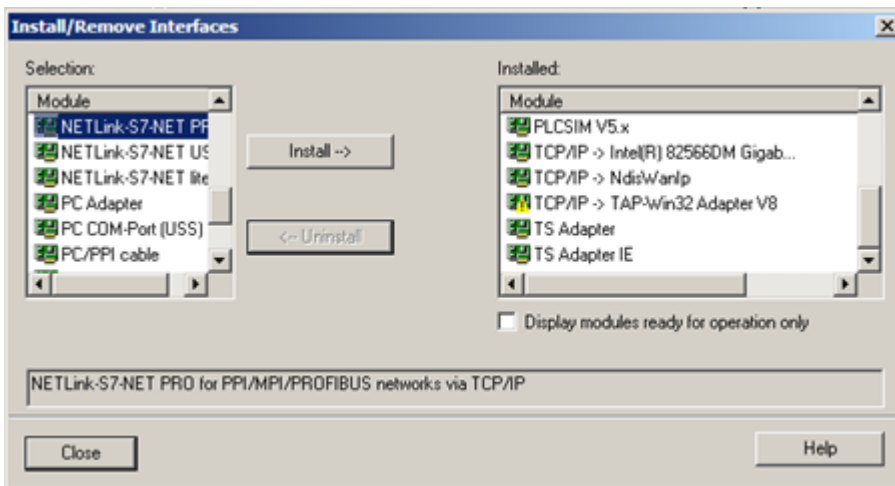 Install/Remove Interfaces
Selection:
Module
NETLink-S7-NET PR
NETLink-S7-NET US
NETLink-S7-NET lite
PC Adapter
PC COM-Port (USS)
PC/PPI cable
Install -->
<-- Uninstall
Installed:
Module
PLCSIM V5.x
TCP/IP -> Intel(R) 82566DM Gigab...
TCP/IP -> NdisWanIp
TCP/IP -> TAP-Win32 Adapter V8
TS Adapter
TS Adapter IE
Display modules ready for operation only
NETLink-S7-NET PRO for PPI/MPI/PROFIBUS networks via TCP/IP
Close
Help